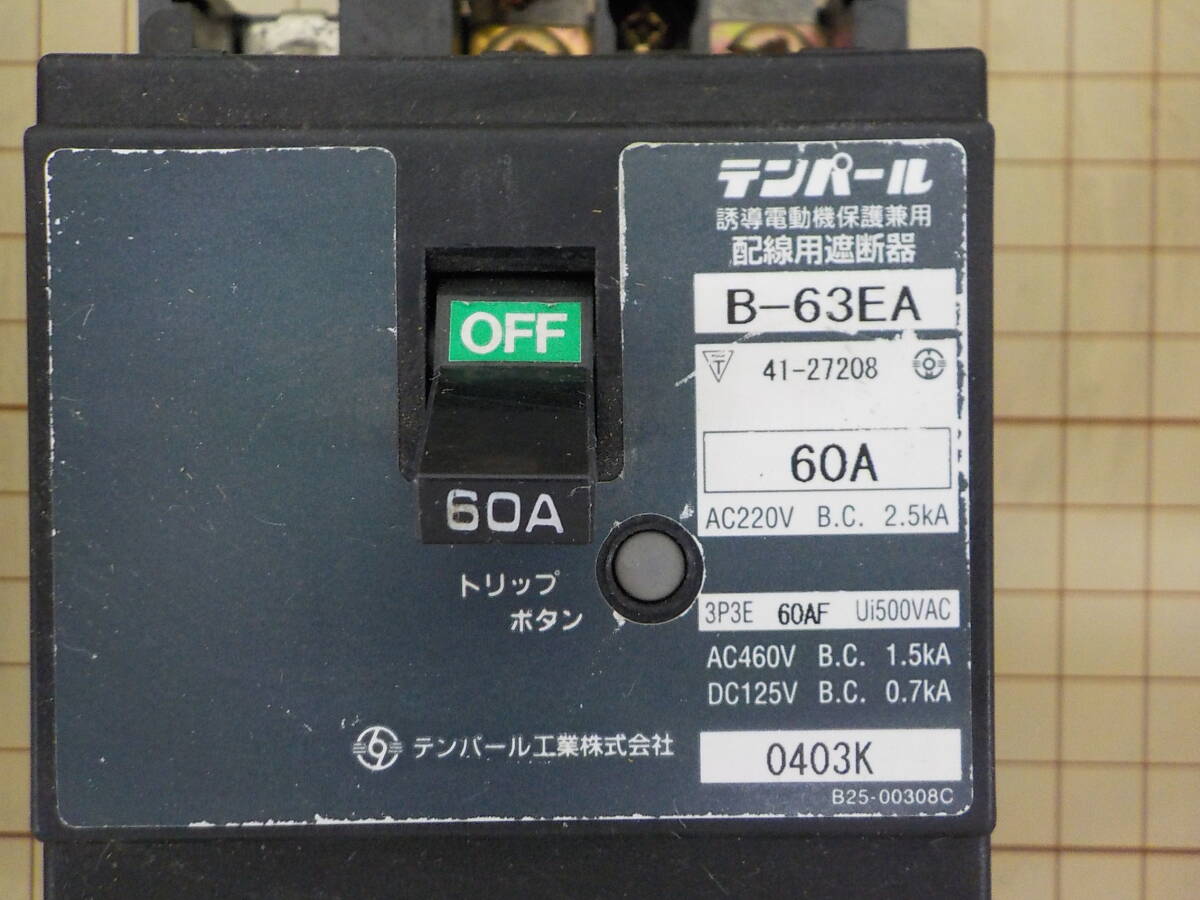 テンパール
誘導電動機保護兼用
配線用遮断器
B-63EA
T 41-27208
60A
AC220V B.C. 2.5kA
OFF
60A
トリップ
ボタン
3P3E 60AF Ui500VAC
AC460V B.C. 1.5kA
DC125V B.C. 0.7kA
テンパール工業株式会社
0403K
B25-00308C